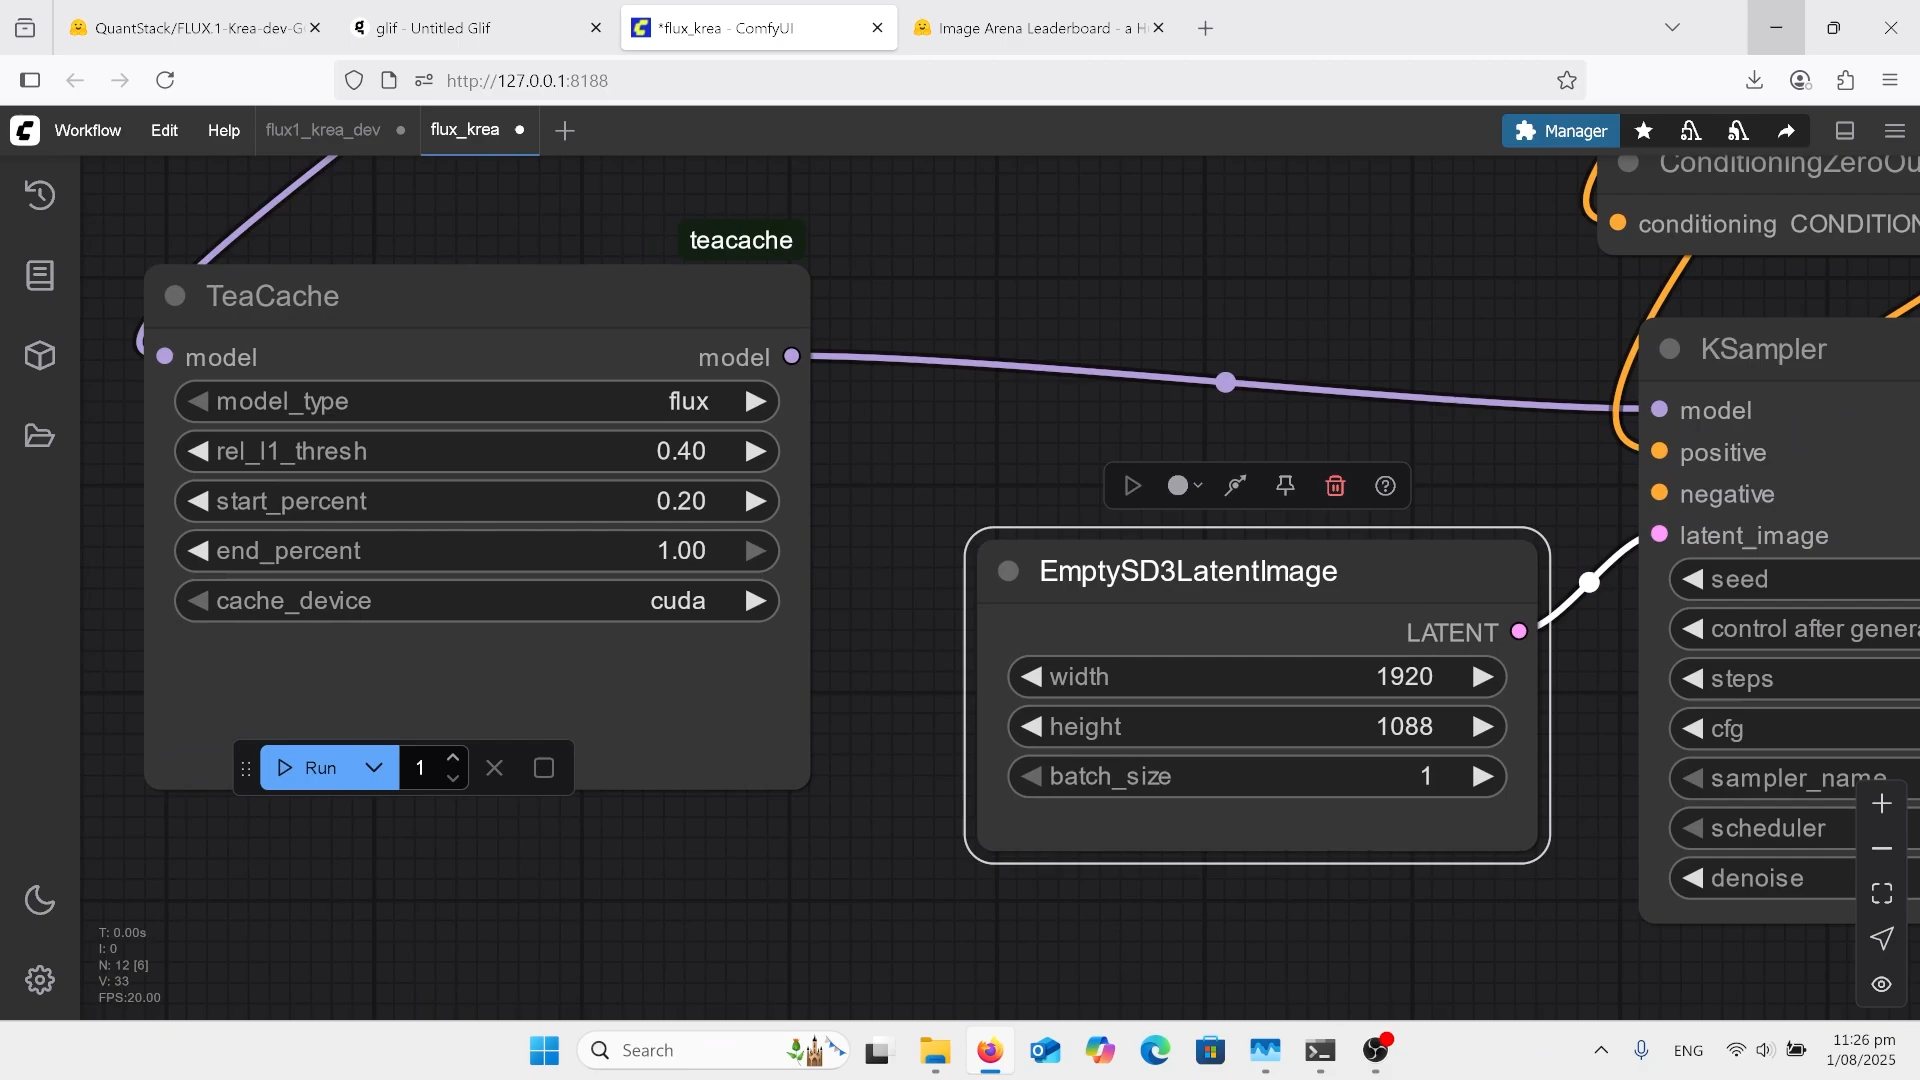 QuantStack/FLUX.1-Krea-dev-G
glif - Untitled Glif
*flux_krea - ComfyUI
Image Arena Leaderboard - a H
http://127.0.0.1:8188
Workflow
Edit
Help
flux1_krea_dev
flux_krea
Manager
ConditioningZeroOu
conditioning CONDITION
teacache
TeaCache
model
model
model_type flux
rel_l1_thresh 0.40
start_percent 0.20
end_percent 1.00
cache_device cuda
Run
1
EmptySD3LatentImage
LATENT
width 1920
height 1088
batch_size 1
KSampler
model
positive
negative
latent_image
seed
control after genera
steps
cfg
sampler_name
scheduler
denoise
T: 0.00s
I: 0
N: 12 [6]
V: 33
FPS:20.00
Search
ENG
11:26 pm
1/08/2025